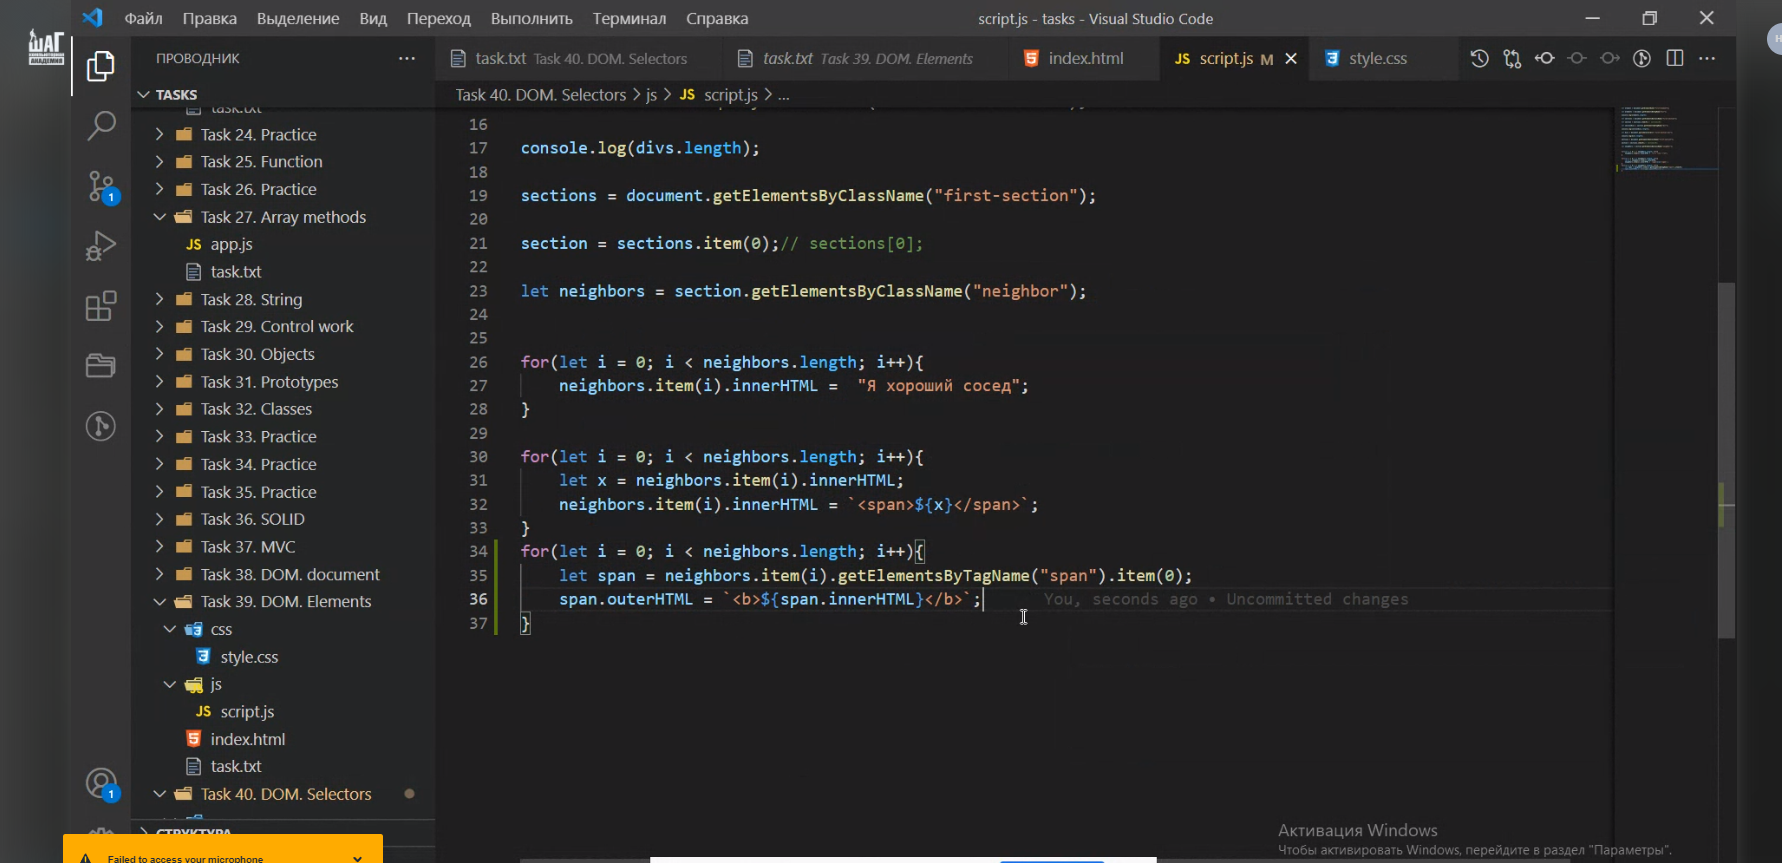 Файл Правка Выделение Вид Переход Выполнить Терминал Справка
script.js - tasks - Visual Studio Code
ШАГ
КОМПЬЮТЕРНАЯ
АКАДЕМИЯ
ПРОВОДНИК
task.txt Task 40. DOM. Selectors
task.txt Task 39. DOM. Elements
index.html
JS script.js M
style.css
TASKS
Task 40. DOM. Selectors > js > JS script.js > ...
task.txt
Task 24. Practice
Task 25. Function
Task 26. Practice
Task 27. Array methods
JS app.js
task.txt
Task 28. String
Task 29. Control work
Task 30. Objects
Task 31. Prototypes
Task 32. Classes
Task 33. Practice
Task 34. Practice
Task 35. Practice
Task 36. SOLID
Task 37. MVC
Task 38. DOM. document
Task 39. DOM. Elements
css
style.css
js
JS script.js
index.html
task.txt
Task 40. DOM. Selectors
СТРУКТУРА
1
1
16
17 console.log(divs.length);
18
19 sections = document.getElementsByClassName("first-section");
20
21 section = sections.item(0);// sections[0];
22
23 let neighbors = section.getElementsByClassName("neighbor");
24
25
26 for(let i = 0; i < neighbors.length; i++){
27 neighbors.item(i).innerHTML =  "Я хороший сосед";
28 }
29
30 for(let i = 0; i < neighbors.length; i++){
31 let x = neighbors.item(i).innerHTML;
32 neighbors.item(i).innerHTML = `<span>${x}</span>`;
33 }
34 for(let i = 0; i < neighbors.length; i++){
35 let span = neighbors.item(i).getElementsByTagName("span").item(0);
36 span.outerHTML = `<b>${span.innerHTML}</b>`; You, seconds ago • Uncommitted changes
37 }
Активация Windows
Чтобы активировать Windows, перейдите в раздел "Параметры".
Failed to access your microphone